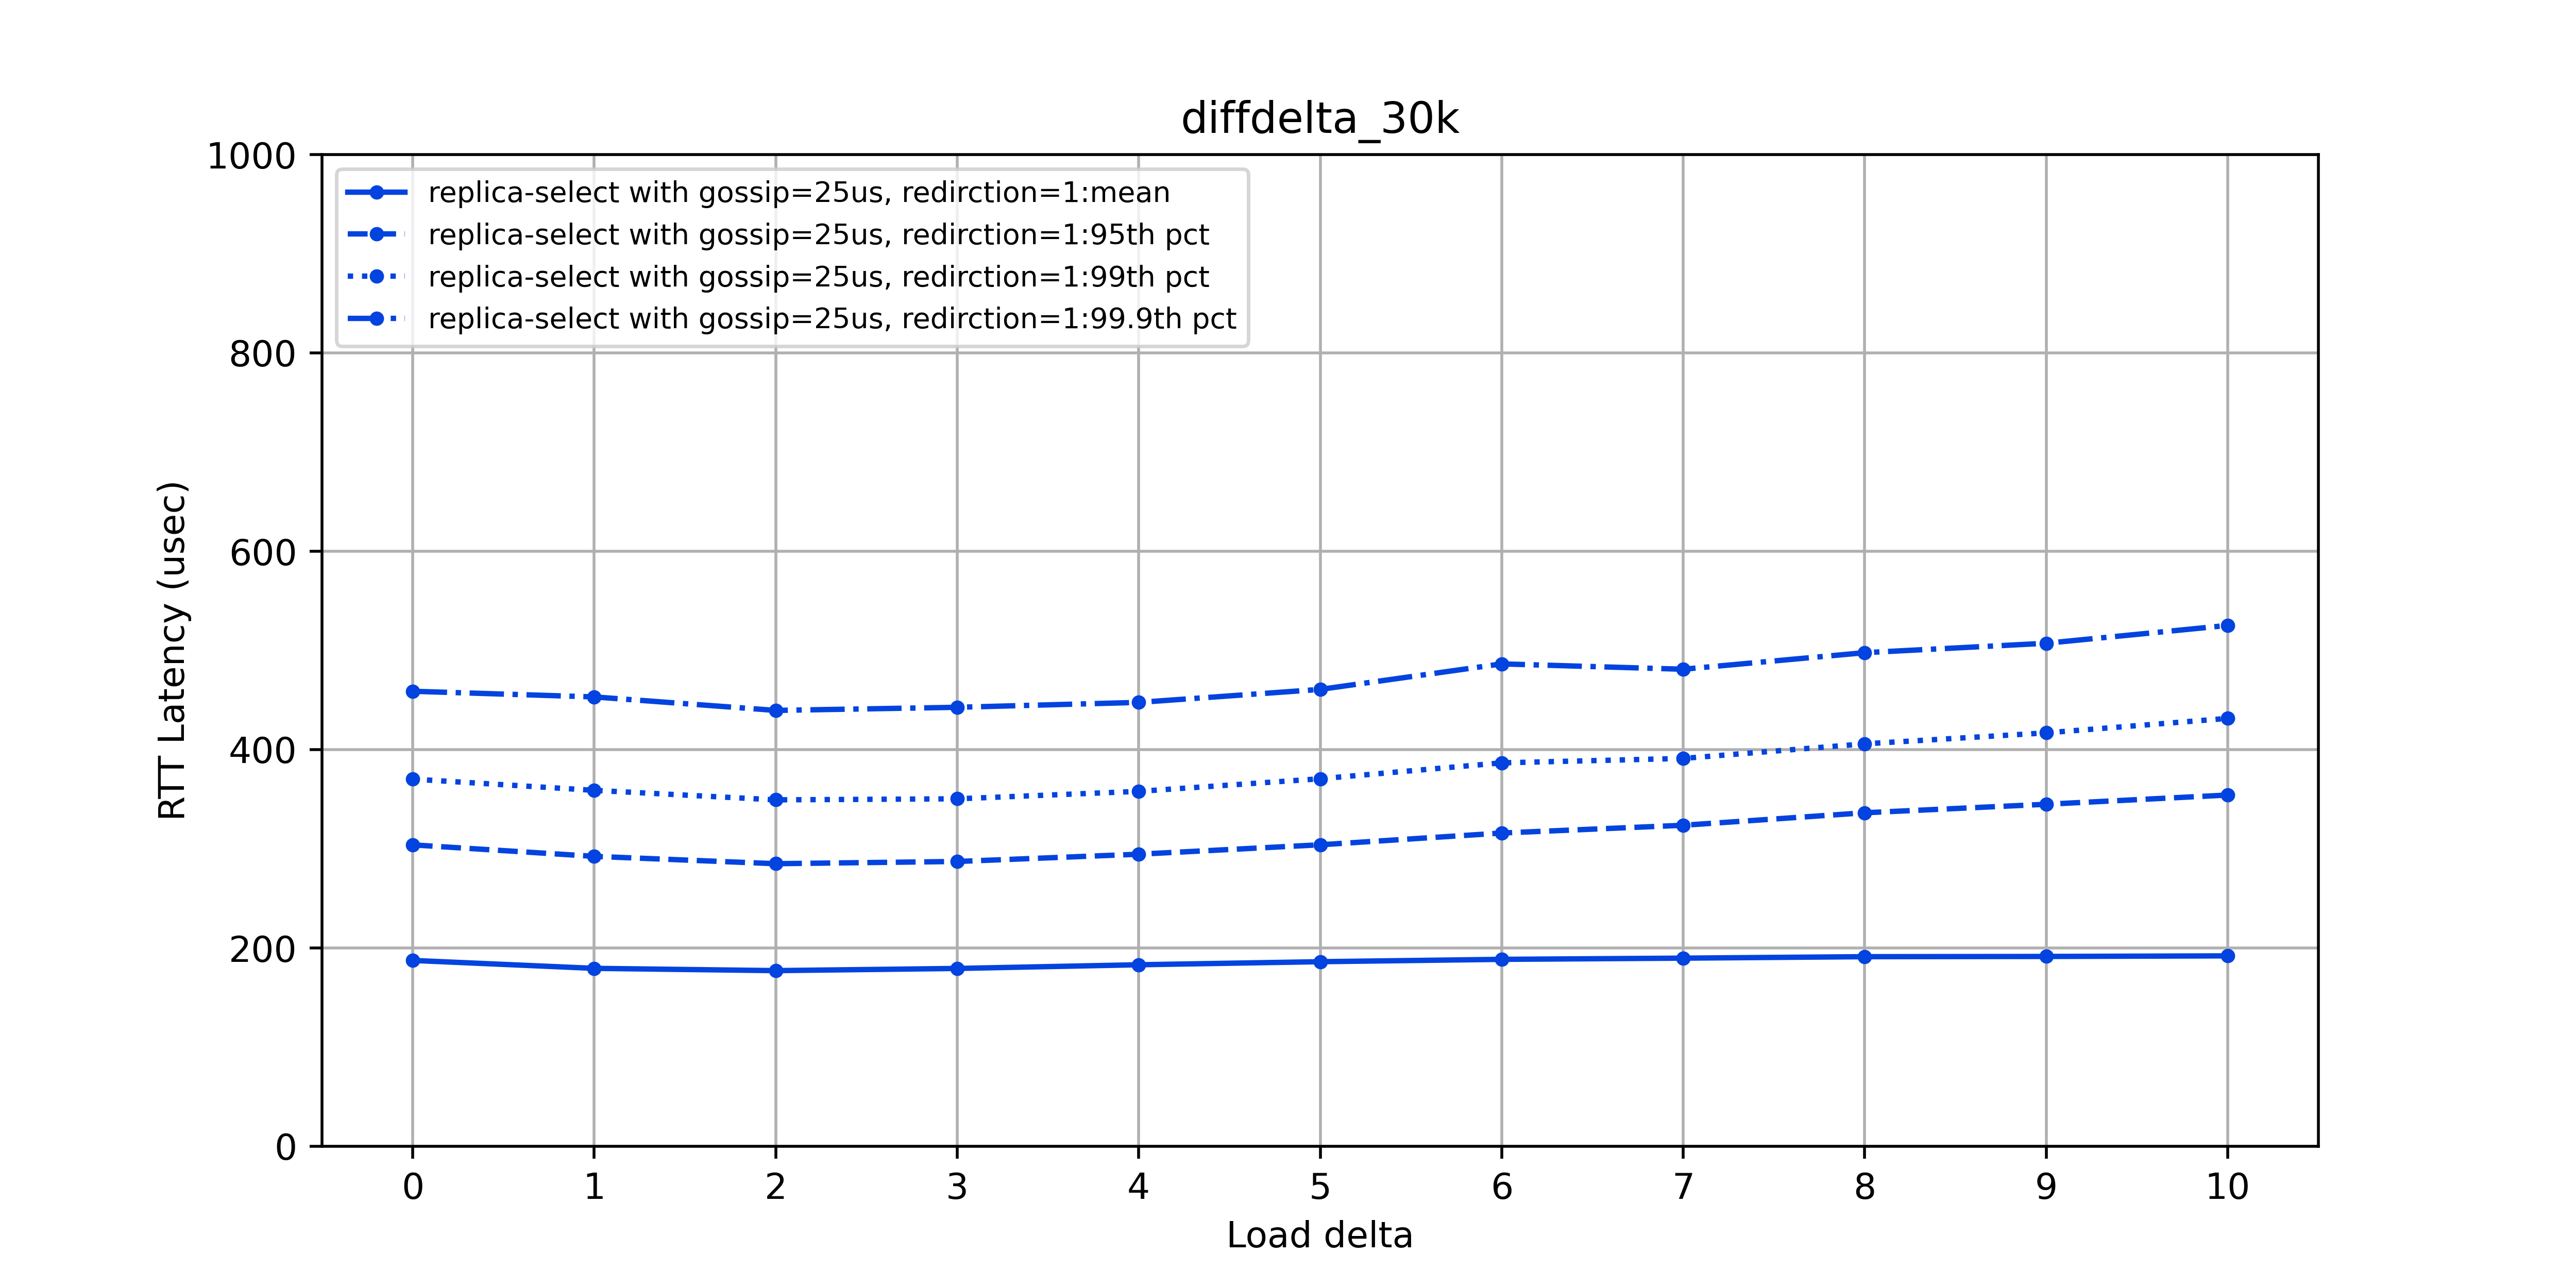 diffdelta_30k
1000
800
600
400
200
0
RTT Latency (usec)
replica-select with gossip=25us, redirction=1:mean
replica-select with gossip=25us, redirction=1:95th pct
replica-select with gossip=25us, redirction=1:99th pct
replica-select with gossip=25us, redirction=1:99.9th pct
0 1 2 3 4 5 6 7 8 9 10
Load delta